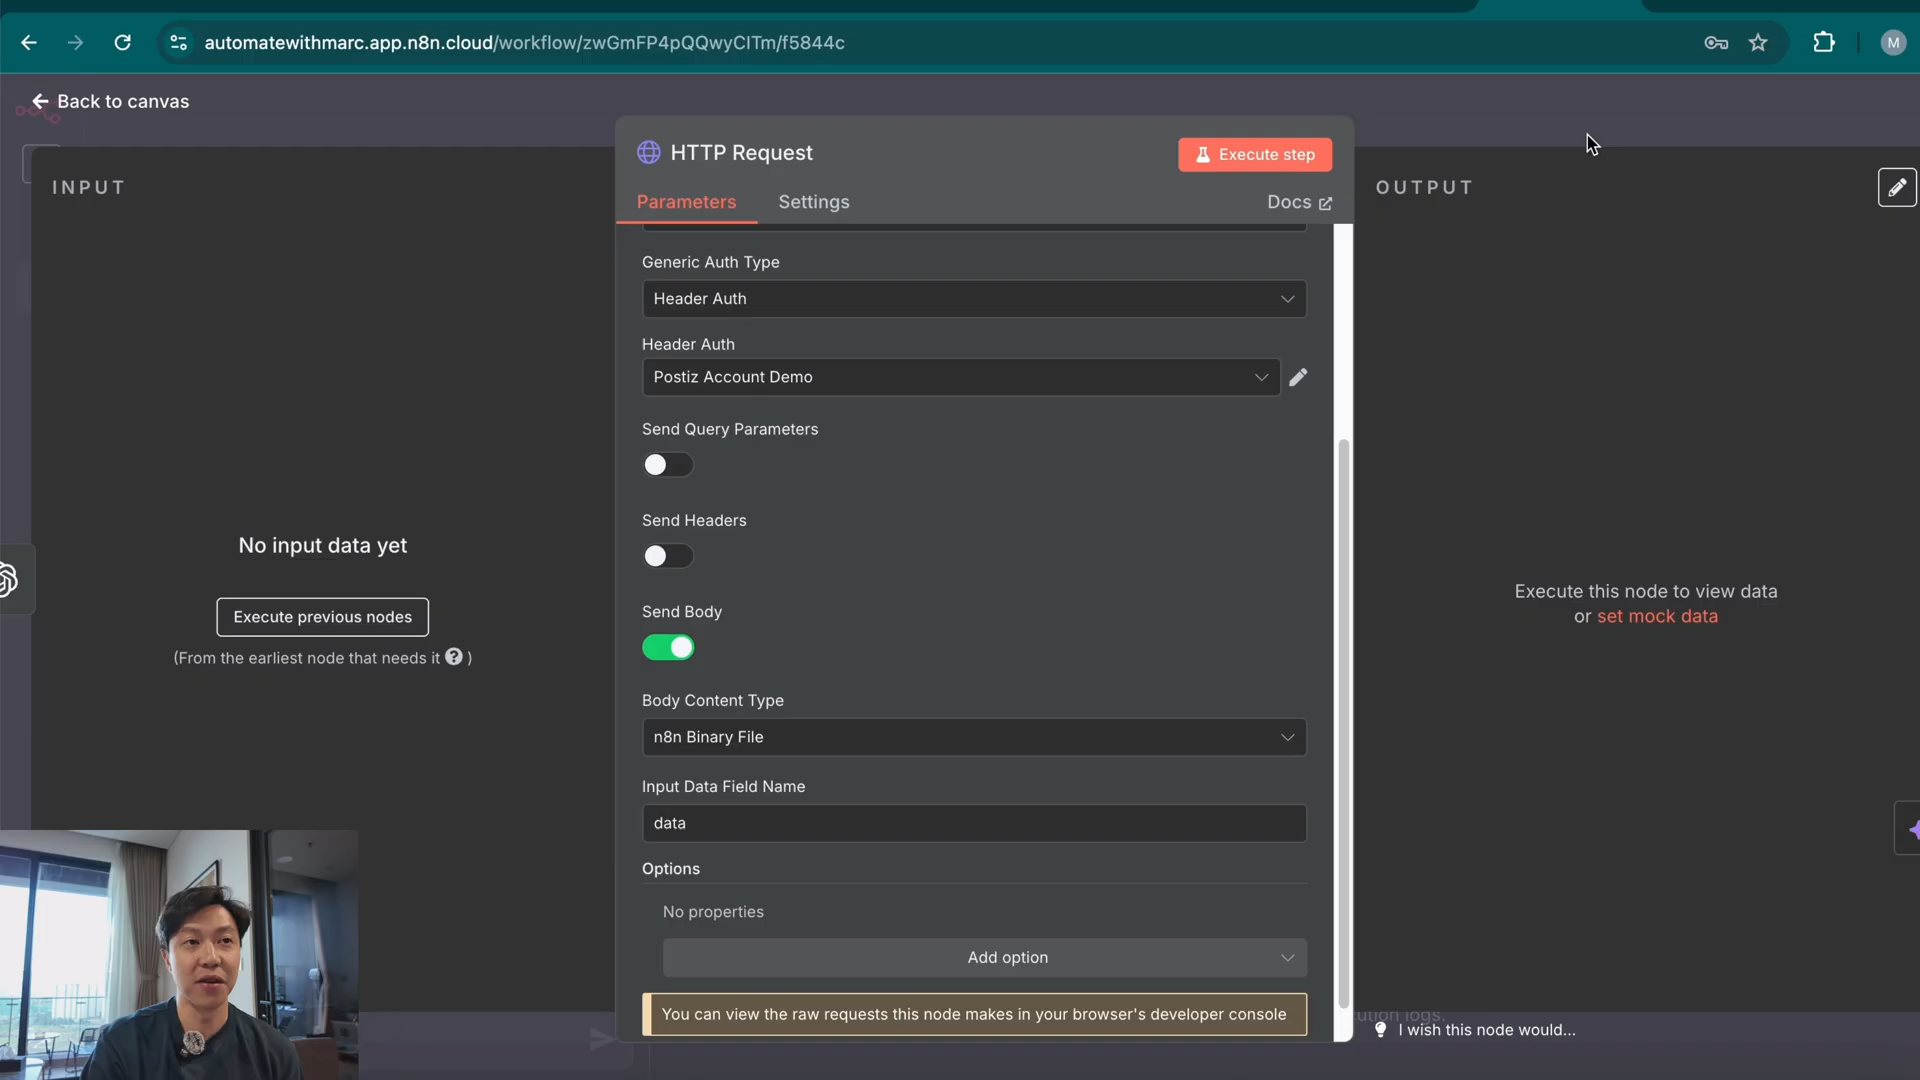 automatewithmarc.app.n8n.cloud/workflow/zwGmFP4pQQwyCITm/f5844c
M
Back to canvas
HTTP Request
Execute step
INPUT
OUTPUT
Parameters
Settings
Docs
Generic Auth Type
Header Auth
Header Auth
Postiz Account Demo
Send Query Parameters
Send Headers
No input data yet
Execute previous nodes
(From the earliest node that needs it ? )
Execute this node to view data
or set mock data
Send Body
Body Content Type
n8n Binary File
Input Data Field Name
data
Options
No properties
Add option
You can view the raw requests this node makes in your browser's developer console
I wish this node would...